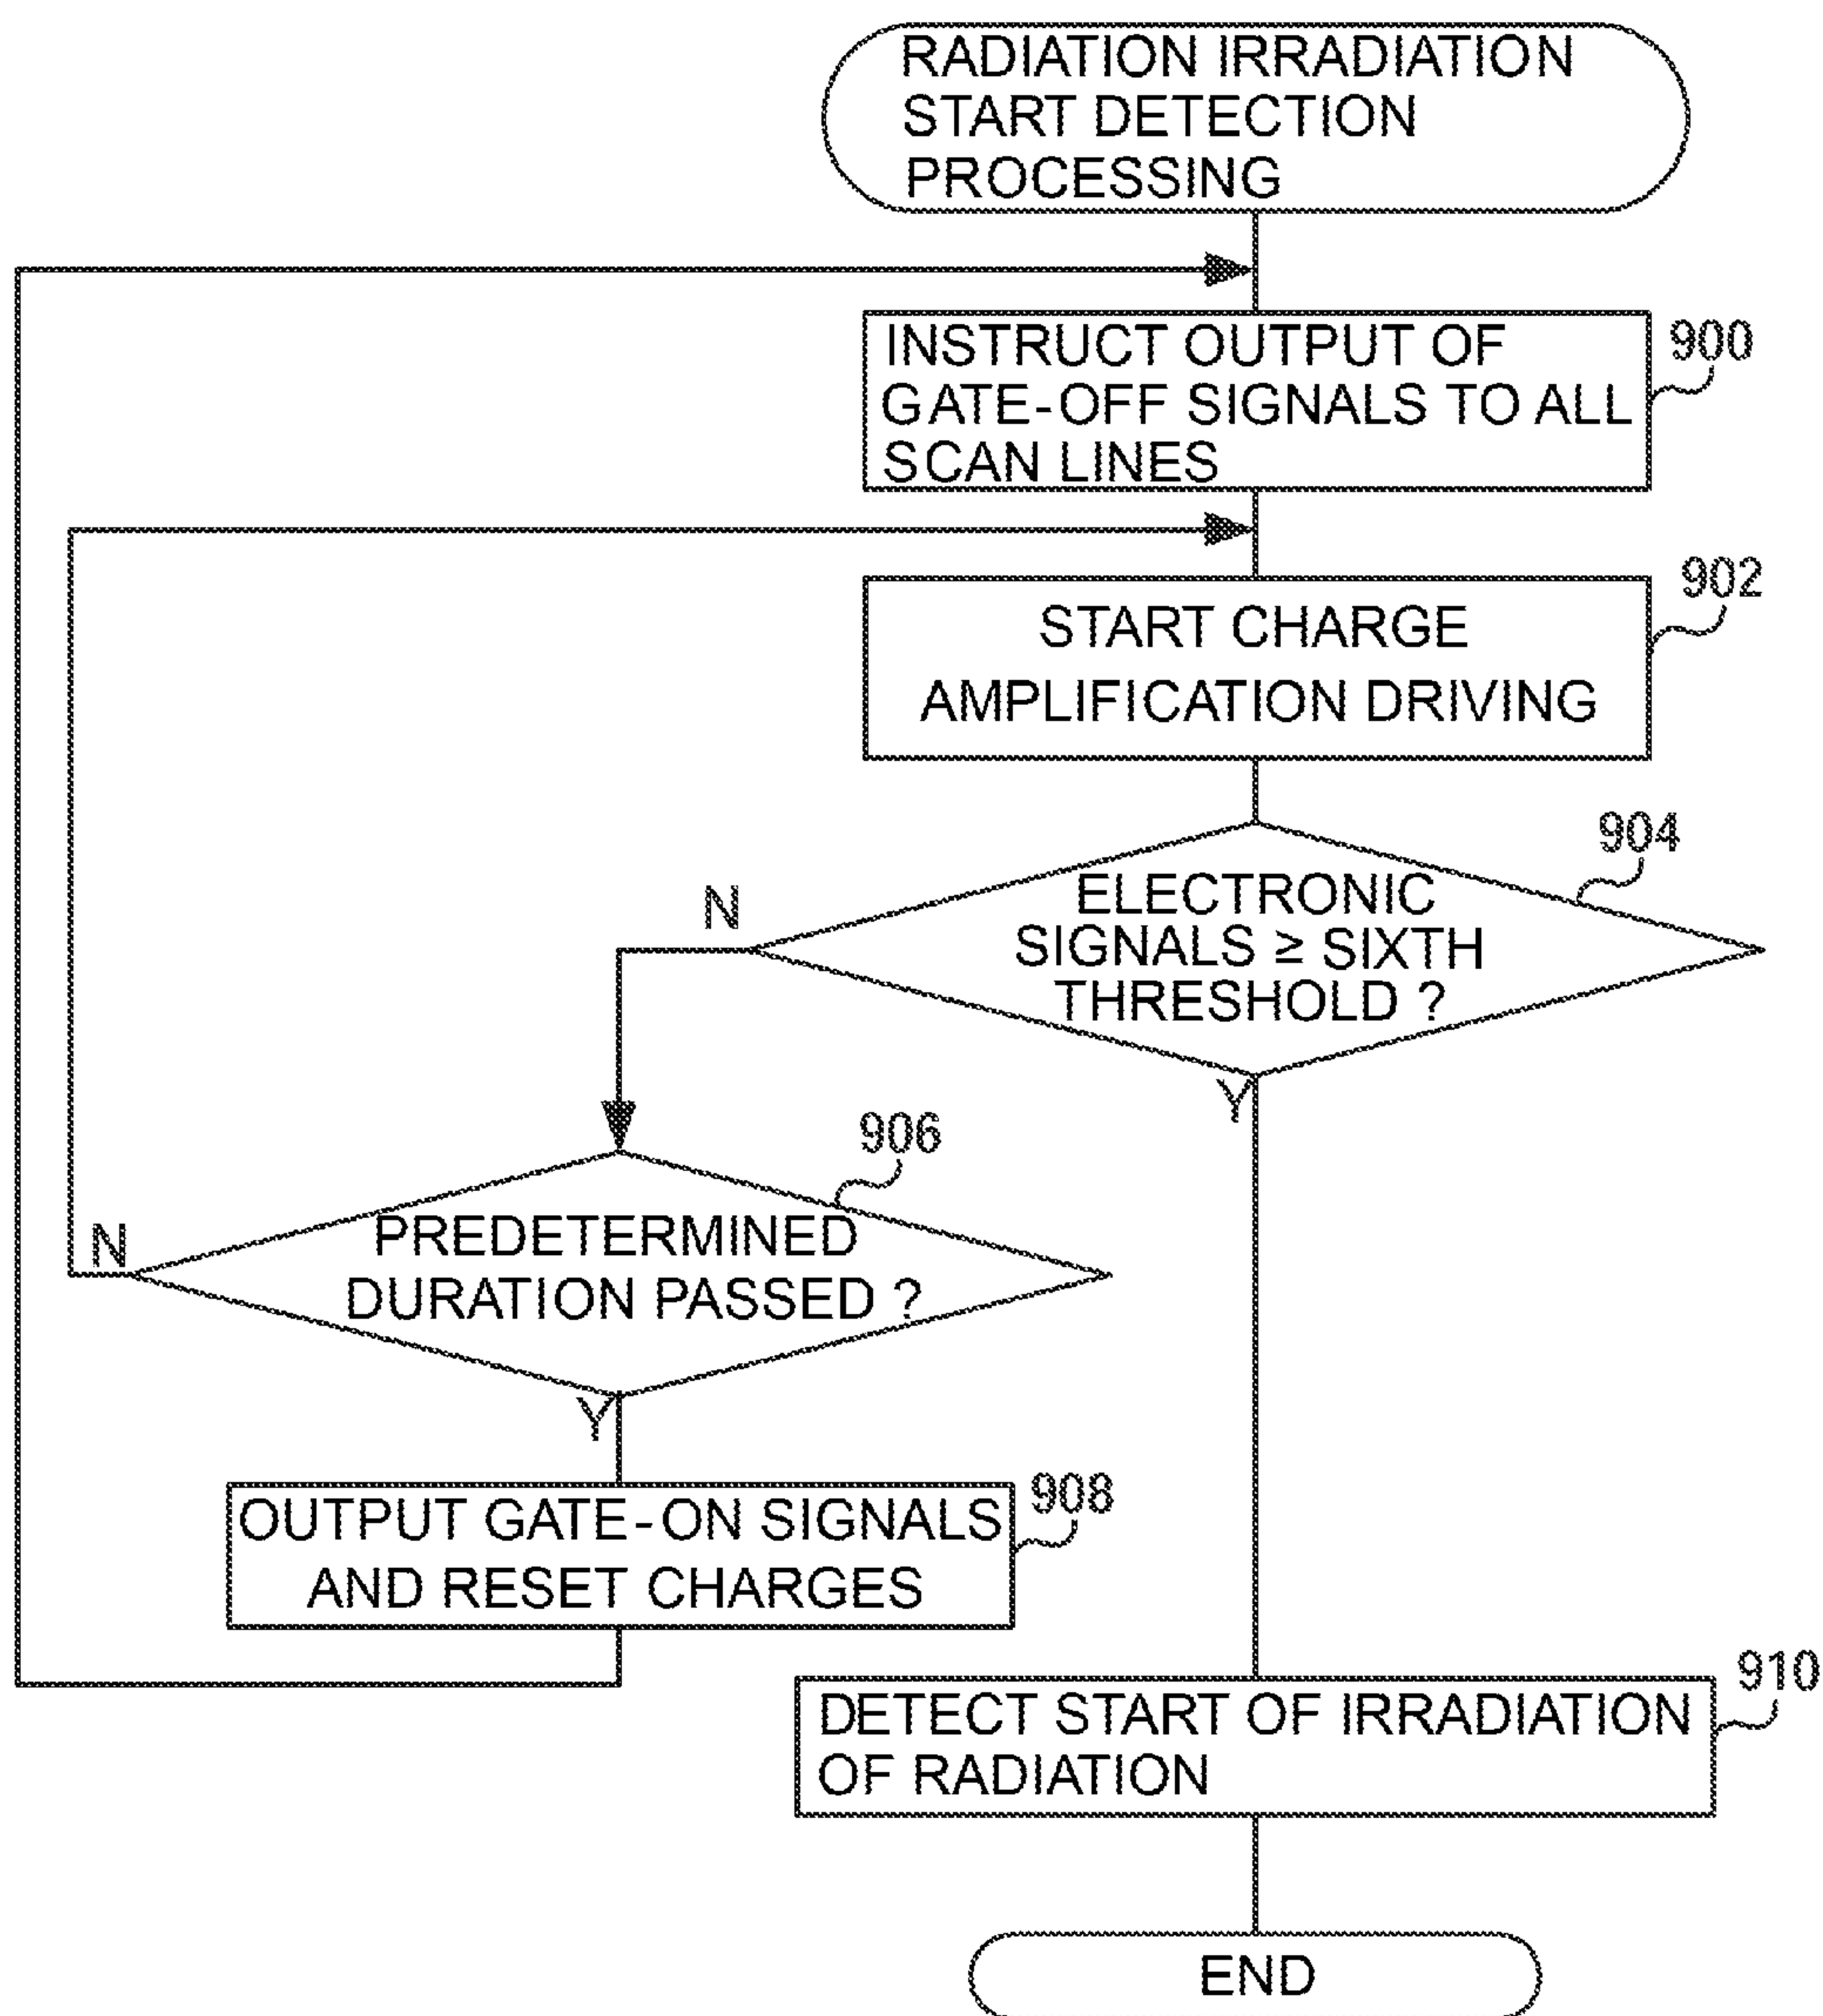 RADIATION IRRADIATION
START DETECTION
PROCESSING
INSTRUCT OUTPUT OF
GATE-OFF SIGNALS TO ALL
SCAN LINES
900
START CHARGE
AMPLIFICATION DRIVING
902
ELECTRONIC
SIGNALS ≥ SIXTH
THRESHOLD ?
904
N
Y
PREDETERMINED
DURATION PASSED ?
906
N
Y
OUTPUT GATE-ON SIGNALS
AND RESET CHARGES
908
DETECT START OF IRRADIATION
OF RADIATION
910
END